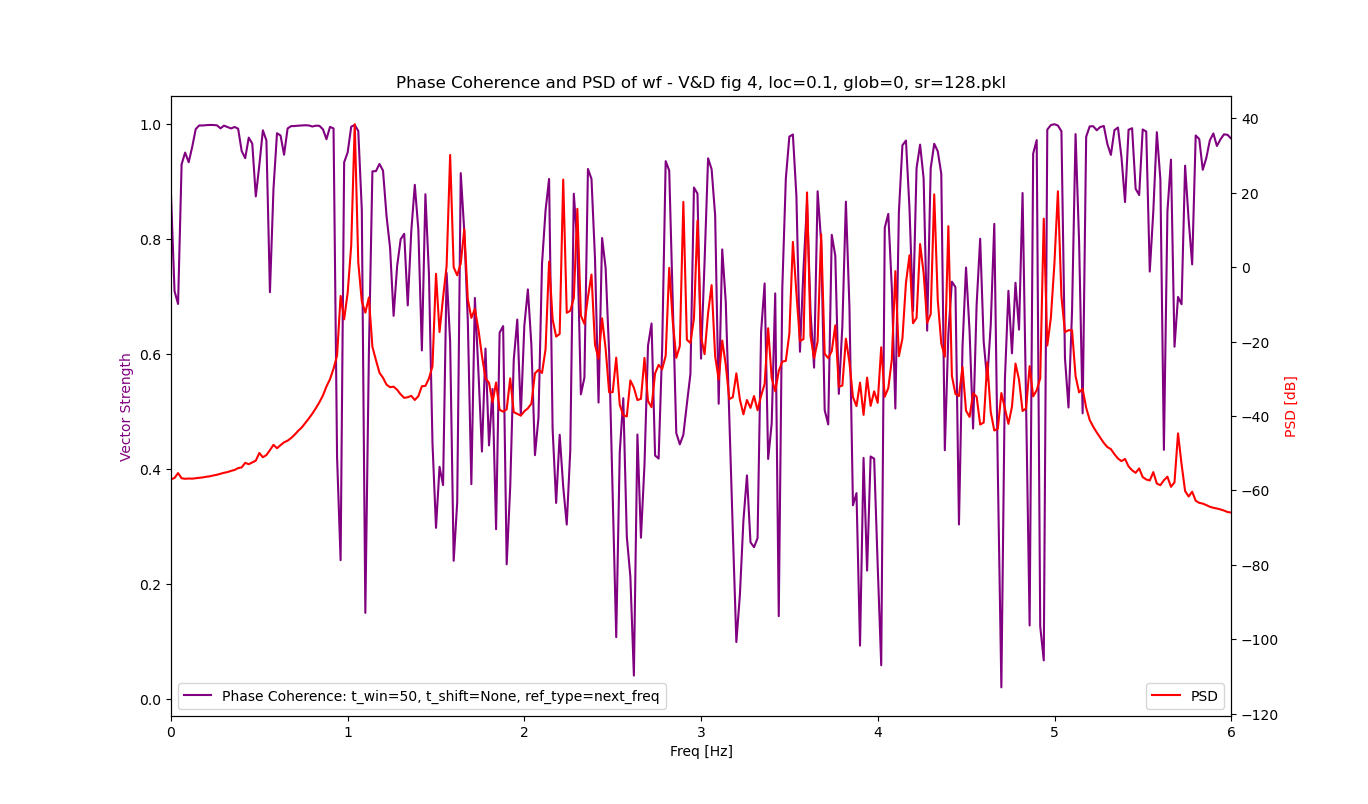 Phase Coherence and PSD of wf - V&D fig 4, loc=0.1, glob=0, sr=128.pkl
1.0
0.8
0.6
0.4
0.2
0.0
Vector Strength
40
20
0
−20
−40
−60
−80
−100
−120
PSD [dB]
Phase Coherence: t_win=50, t_shift=None, ref_type=next_freq
PSD
0 1 2 3 4 5 6
Freq [Hz]